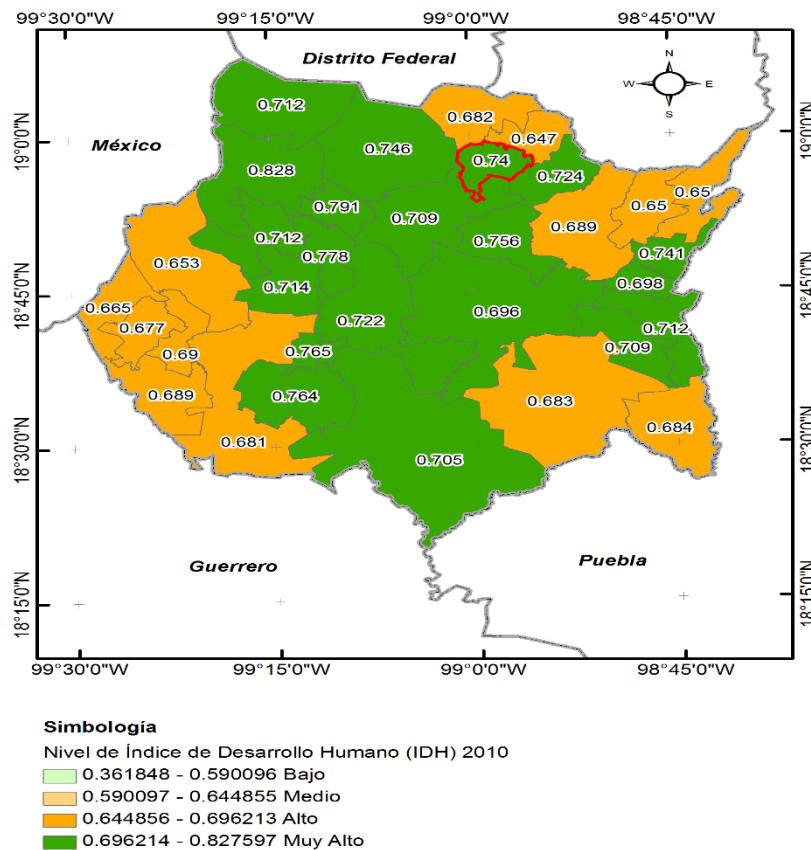 99°30'0"W 99°15'0"W 99°0'0"W 98°45'0"W
Distrito Federal
N
W E
S
México
19°0'0"N
19°0'0"N
18°45'0"N
18°45'0"N
18°30'0"N
18°30'0"N
18°15'0"N
18°15'0"N
0.712
0.682
0.647
0.746
0.74
0.828
0.724
0.65
0.65
0.791
0.709
0.689
0.712
0.756
0.778
0.741
0.653
0.714
0.698
0.665
0.696
0.677
0.722
0.712
0.69
0.765
0.709
0.689
0.764
0.683
0.684
0.681
0.705
Guerrero
Puebla
99°30'0"W 99°15'0"W 99°0'0"W 98°45'0"W
Simbología
Nivel de Índice de Desarrollo Humano (IDH) 2010
0.361848 - 0.590096 Bajo
0.590097 - 0.644855 Medio
0.644856 - 0.696213 Alto
0.696214 - 0.827597 Muy Alto